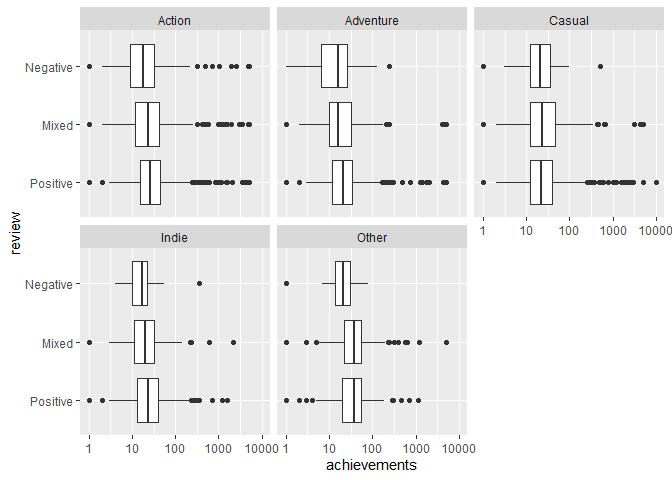 Action Adventure Casual
Negative
Mixed
Positive
review
1 10 100 1000 10000
Indie Other
Negative
Mixed
Positive
1 10 100 1000 10000 1 10 100 1000 10000
achievements